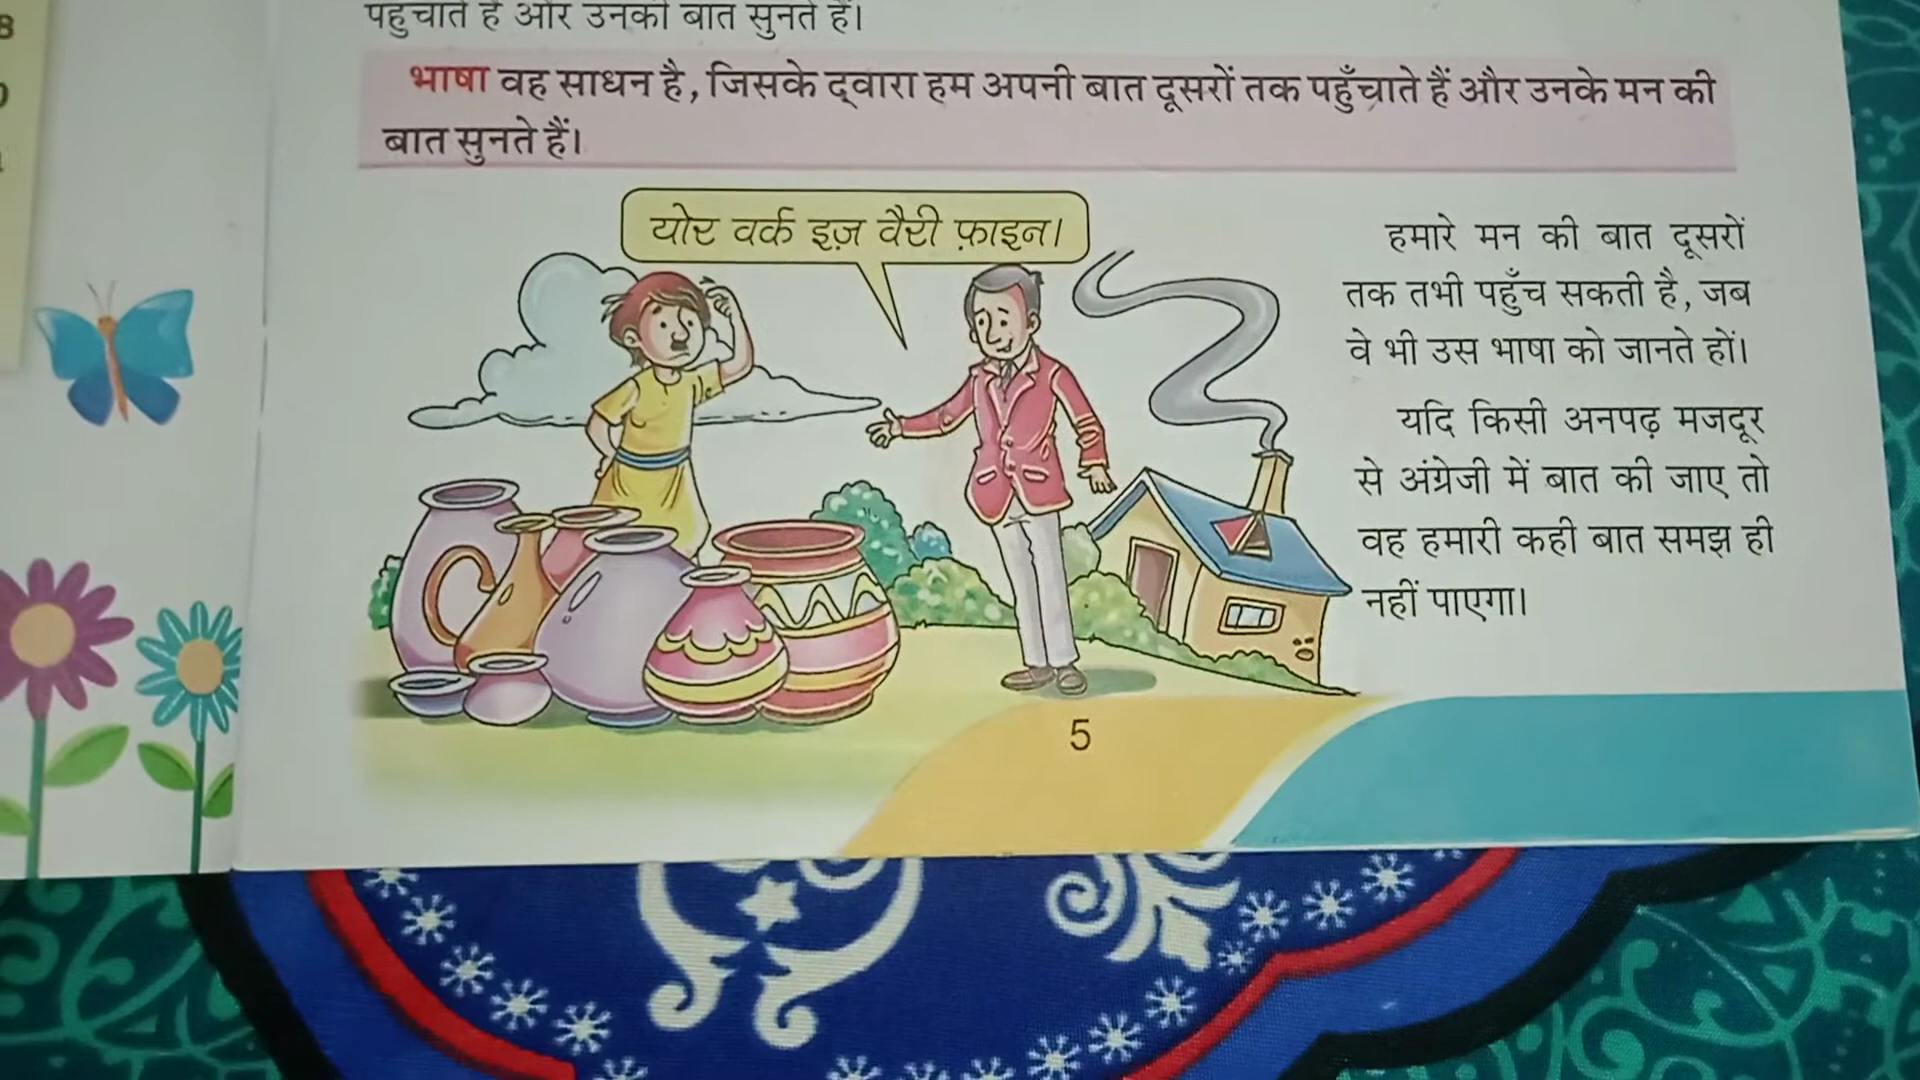 पहुँचाते हैं और उनकी बात सुनते हैं।
भाषा वह साधन है, जिसके द्वारा हम अपनी बात दूसरों तक पहुँचाते हैं और उनके मन की
बात सुनते हैं।
योर वर्क इज़ वैरी फ़ाइन।
हमारे मन की बात दूसरों
तक तभी पहुँच सकती है, जब
वे भी उस भाषा को जानते हों।
यदि किसी अनपढ़ मजदूर
से अंग्रेजी में बात की जाए तो
वह हमारी कही बात समझ ही
नहीं पाएगा।
5